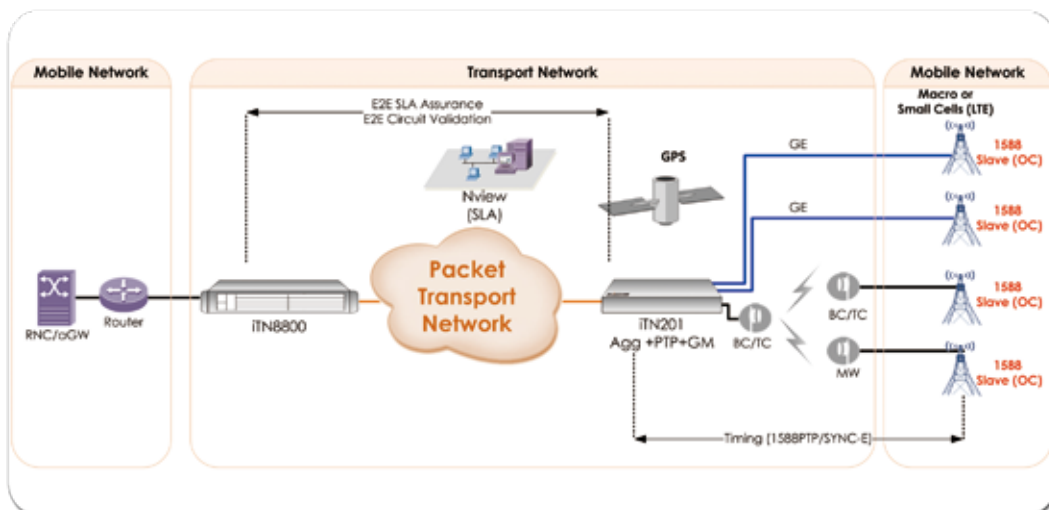 Mobile Network
Transport Network
Mobile Network
E2E SLA Assurance
E2E Circuit Validation
Macro or
Small Cells (LTE)
Nview
(SLA)
GPS
GE
GE
1588
Slave (OC)
1588
Slave (OC)
1588
Slave (OC)
1588
Slave (OC)
RNC/aGW
Router
iTN8800
Packet
Transport
Network
iTN201
Agg +PTP+GM
BC/TC
BC/TC
MW
Timing [1588PTP/SYNC-E]